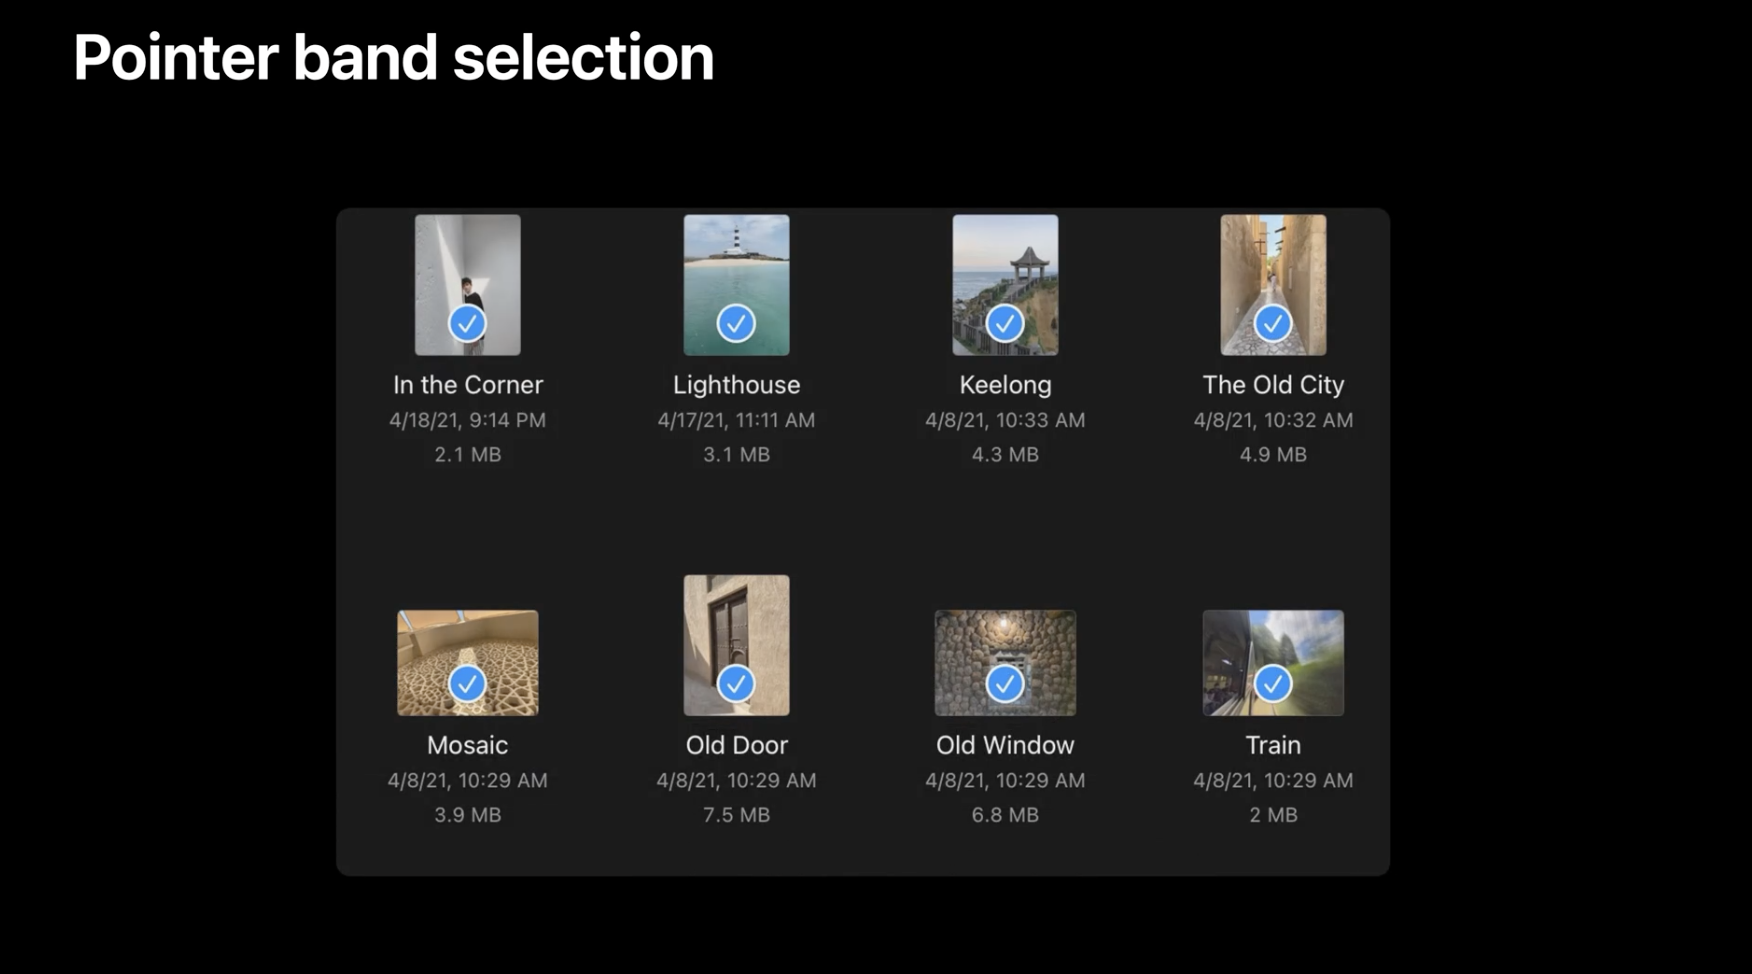 Pointer band selection
In the Corner
4/18/21, 9:14 PM
2.1 MB
Lighthouse
4/17/21, 11:11 AM
3.1 MB
Keelong
4/8/21, 10:33 AM
4.3 MB
The Old City
4/8/21, 10:32 AM
4.9 MB
Mosaic
4/8/21, 10:29 AM
3.9 MB
Old Door
4/8/21, 10:29 AM
7.5 MB
Old Window
4/8/21, 10:29 AM
6.8 MB
Train
4/8/21, 10:29 AM
2 MB